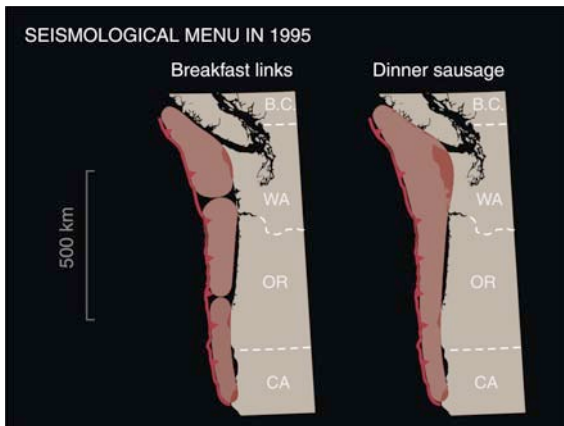 SEISMOLOGICAL MENU IN 1995
Breakfast links
Dinner sausage
B.C.
B.C.
WA
WA
500 km
OR
OR
CA
CA